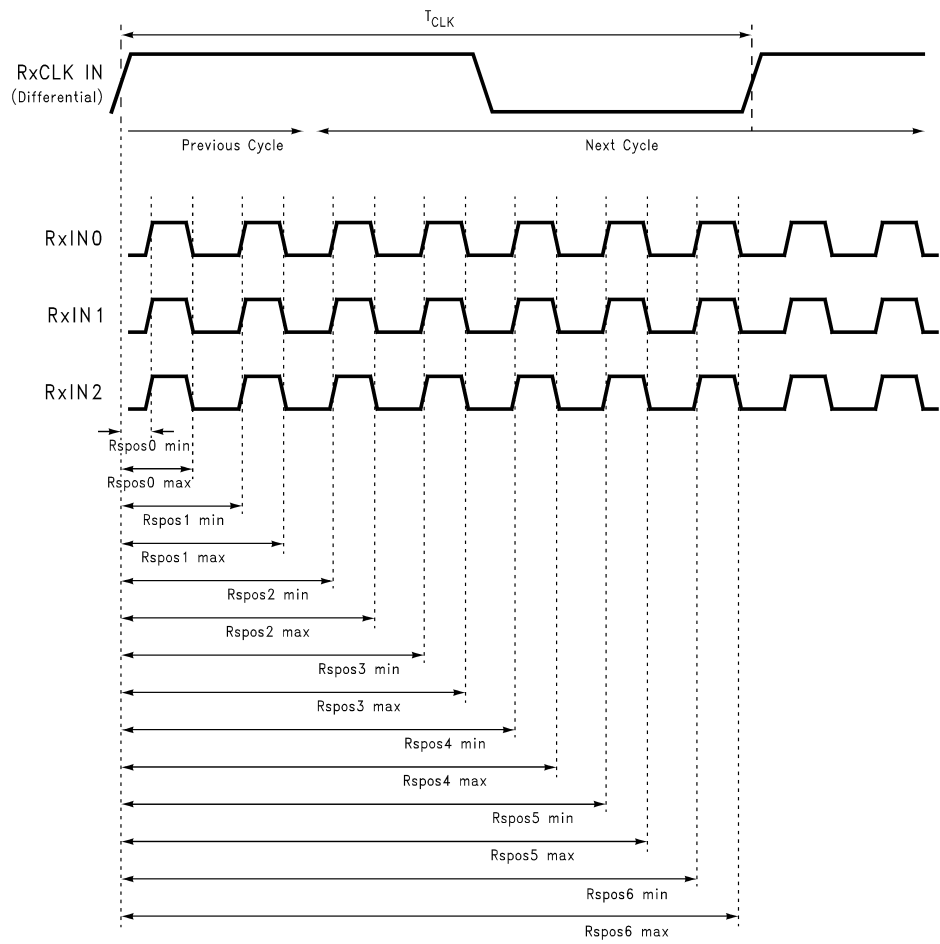 T_CLK
RxCLK IN
(Differential)
Previous Cycle
Next Cycle
RxIN0
RxIN1
RxIN2
Rspos0 min
Rspos0 max
Rspos1 min
Rspos1 max
Rspos2 min
Rspos2 max
Rspos3 min
Rspos3 max
Rspos4 min
Rspos4 max
Rspos5 min
Rspos5 max
Rspos6 min
Rspos6 max